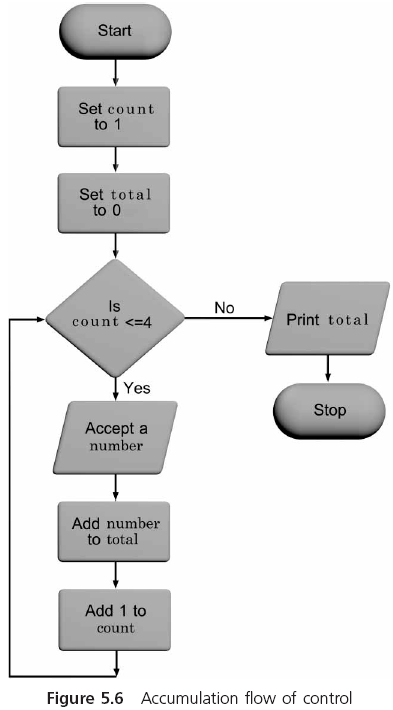 Start
Set count
to 1
Set total
to 0
Is
count <=4
No
Print total
Yes
Stop
Accept a
number
Add number
to total
Add 1 to
count
Figure 5.6 Accumulation flow of control